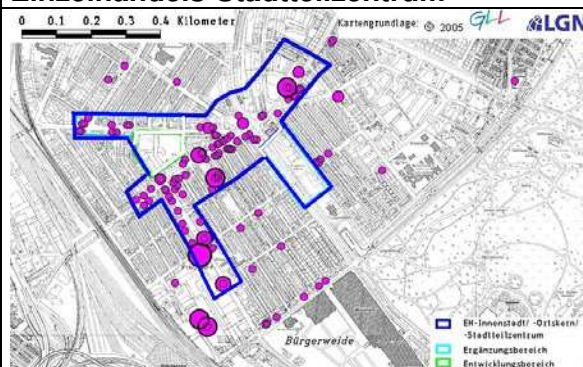 Einzelhandels-Stadtteilzentrum
0 0.1 0.2 0.3 0.4 Kilometer
Kartengrundlage: © 2005 GLL LGN
Bürgerweide
EH-Innenstadt/ -Ortskern/
-Stadtteilzentrum
Ergänzungsbereich
Entwicklungsbereich